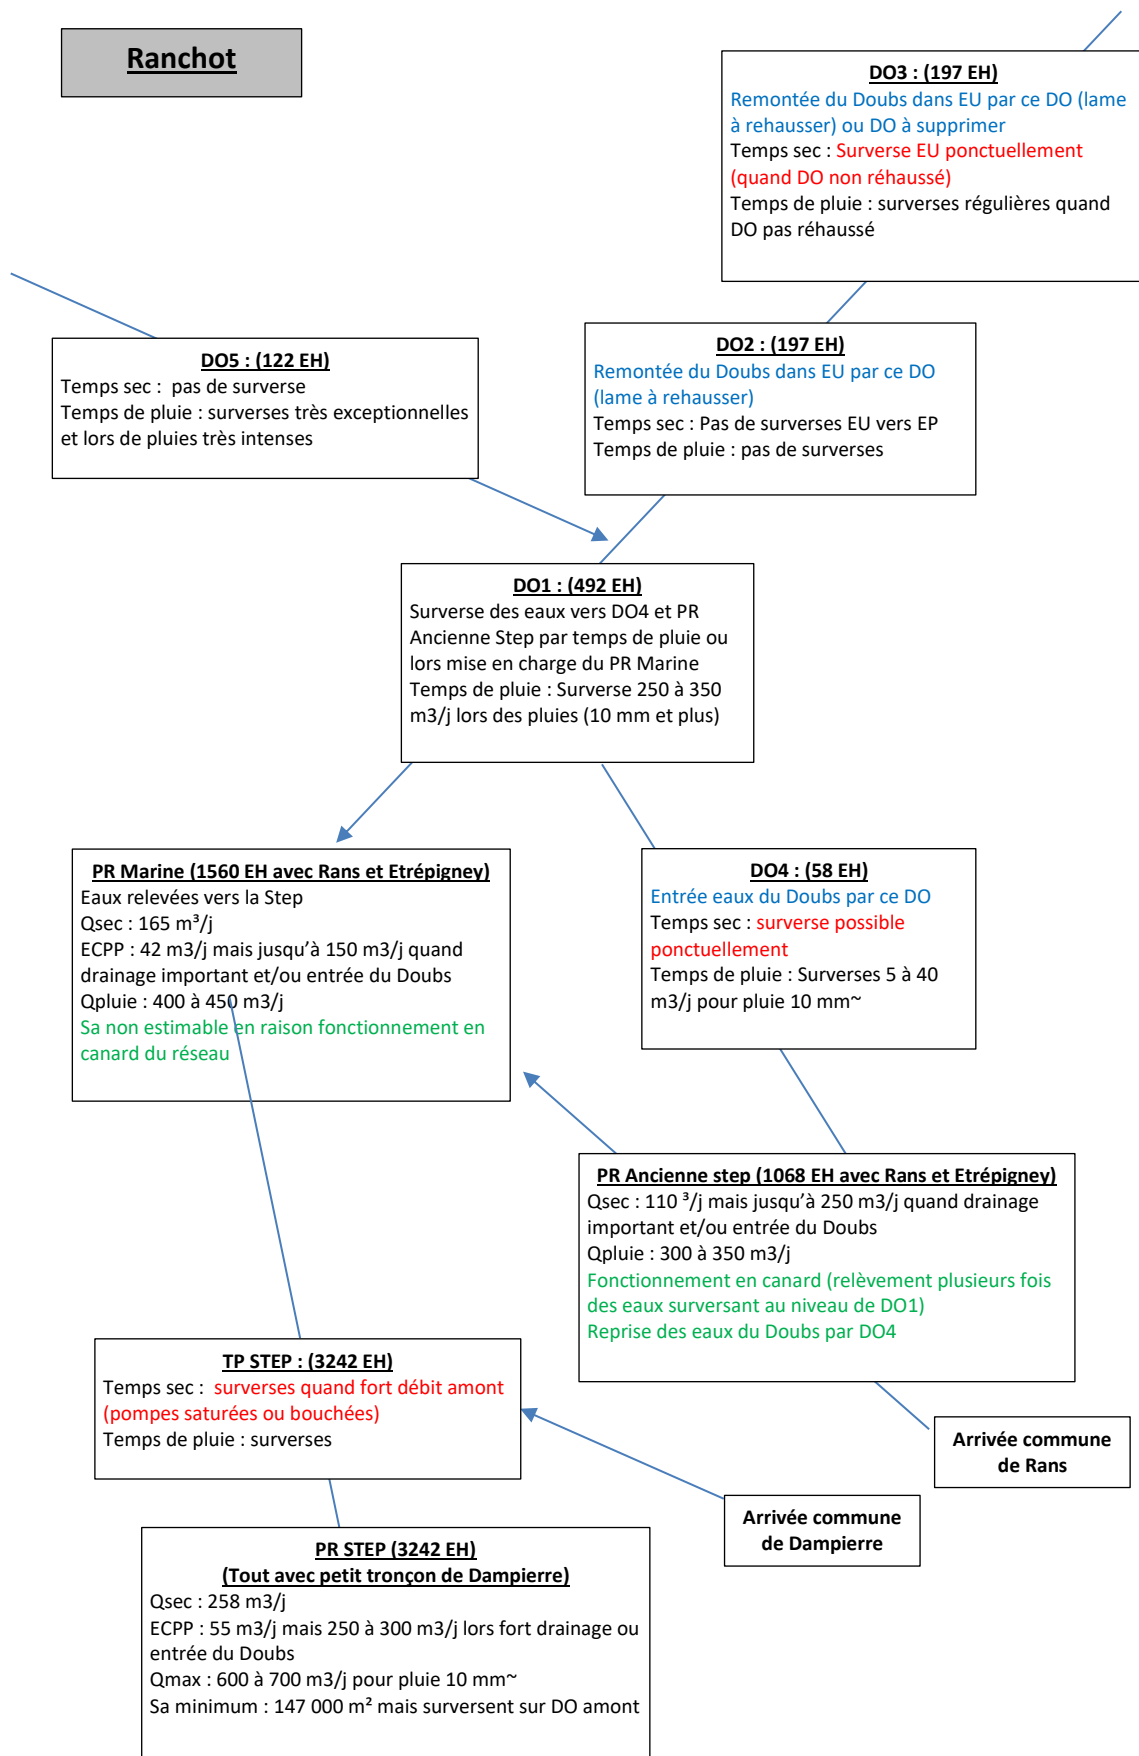 Ranchot
DO3 : (197 EH)
Remontée du Doubs dans EU par ce DO (lame
à rehausser) ou DO à supprimer
Temps sec : Surverse EU ponctuellement
(quand DO non réhaussé)
Temps de pluie : surverses régulières quand
DO pas réhaussé
DO5 : (122 EH)
Temps sec :  pas de surverse
Temps de pluie : surverses très exceptionnelles
et lors de pluies très intenses
DO2 : (197 EH)
Remontée du Doubs dans EU par ce DO
(lame à rehausser)
Temps sec : Pas de surverses EU vers EP
Temps de pluie : pas de surverses
DO1 : (492 EH)
Surverse des eaux vers DO4 et PR
Ancienne Step par temps de pluie ou
lors mise en charge du PR Marine
Temps de pluie : Surverse 250 à 350
m3/j lors des pluies (10 mm et plus)
PR Marine (1560 EH avec Rans et Etrépigney)
Eaux relevées vers la Step
Qsec : 165 m³/j
ECPP : 42 m3/j mais jusqu’à 150 m3/j quand
drainage important et/ou entrée du Doubs
Qpluie : 400 à 450 m3/j
Sa non estimable en raison fonctionnement en
canard du réseau
DO4 : (58 EH)
Entrée eaux du Doubs par ce DO
Temps sec : surverse possible
ponctuellement
Temps de pluie : Surverses 5 à 40
m3/j pour pluie 10 mm~
PR Ancienne step (1068 EH avec Rans et Etrépigney)
Qsec : 110 ³/j mais jusqu’à 250 m3/j quand drainage
important et/ou entrée du Doubs
Qpluie : 300 à 350 m3/j
Fonctionnement en canard (relèvement plusieurs fois
des eaux surversant au niveau de DO1)
Reprise des eaux du Doubs par DO4
TP STEP : (3242 EH)
Temps sec :  surverses quand fort débit amont
(pompes saturées ou bouchées)
Temps de pluie : surverses
Arrivée commune
de Rans
Arrivée commune
de Dampierre
PR STEP (3242 EH)
(Tout avec petit tronçon de Dampierre)
Qsec : 258 m3/j
ECPP : 55 m3/j mais 250 à 300 m3/j lors fort drainage ou
entrée du Doubs
Qmax : 600 à 700 m3/j pour pluie 10 mm~
Sa minimum : 147 000 m² mais surversent sur DO amont